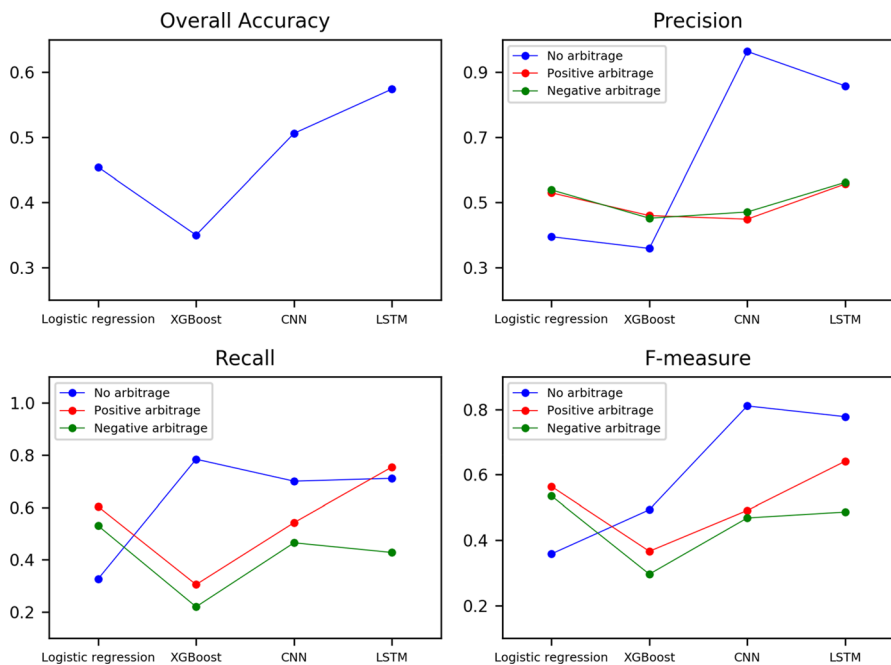 Overall Accuracy
0.6
0.5
0.4
0.3
Logistic regression XGBoost CNN LSTM
Precision
No arbitrage
Positive arbitrage
Negative arbitrage
0.9
0.7
0.5
0.3
Logistic regression XGBoost CNN LSTM
Recall
No arbitrage
Positive arbitrage
Negative arbitrage
1.0
0.8
0.6
0.4
0.2
Logistic regression XGBoost CNN LSTM
F-measure
No arbitrage
Positive arbitrage
Negative arbitrage
0.8
0.6
0.4
0.2
Logistic regression XGBoost CNN LSTM